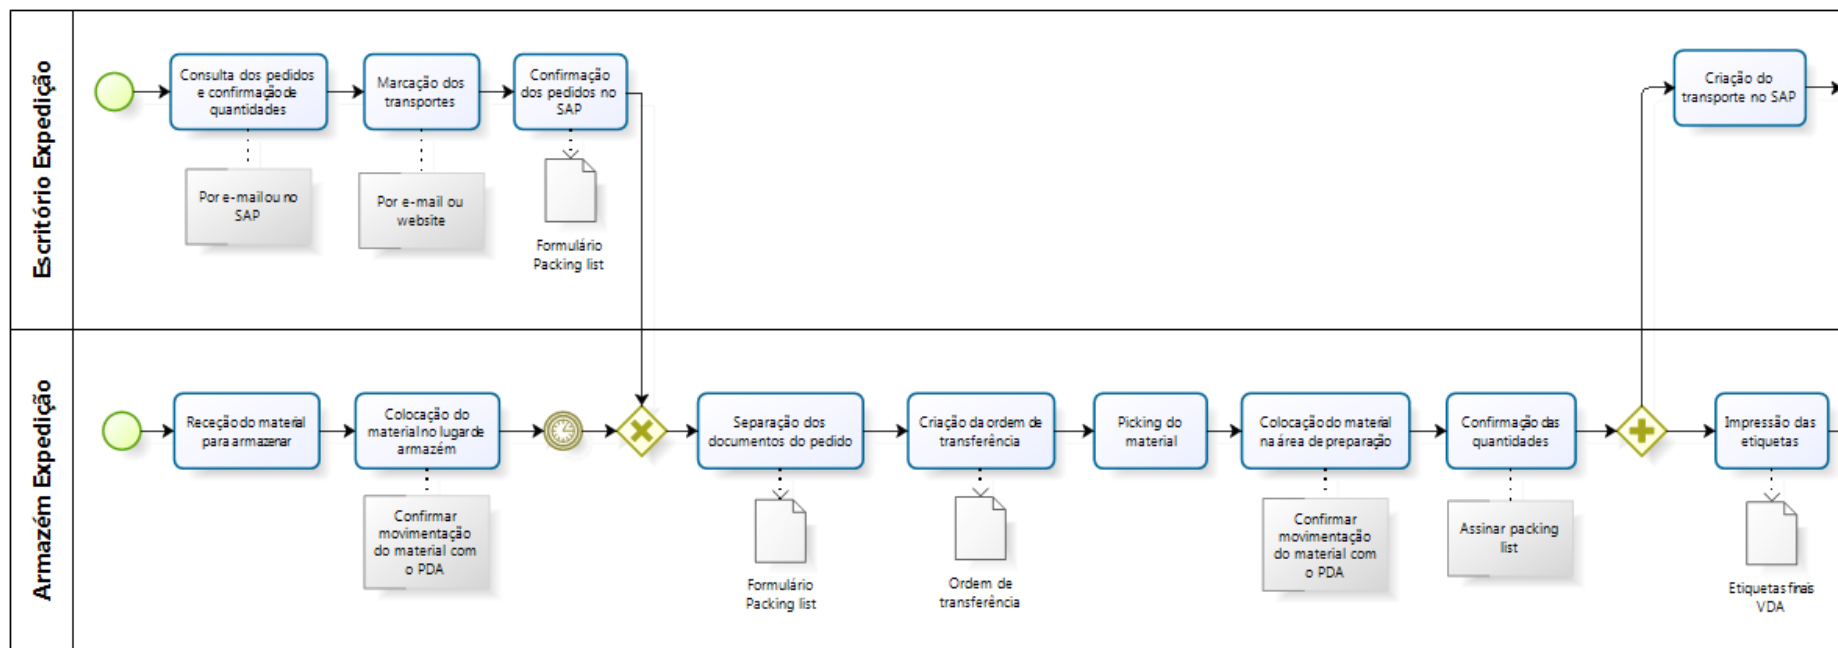 Escritório Expedição
Consulta dos pedidos
e confirmação de
quantidades
Marcação dos
transportes
Confirmação
dos pedidos no
SAP
Criação do
transporte no SAP
Por e-mail ou no
SAP
Por e-mail ou
website
Formulário
Packing list
Armazém Expedição
Receção do material
para armazenar
Colocação do
material no lugar de
armazém
Separação dos
documentos do pedido
Criação da ordem de
transferência
Picking do
material
Colocação do material
na área de preparação
Confirmação das
quantidades
Impressão das
etiquetas
Confirmar
movimentação
do material com
o PDA
Formulário
Packing list
Ordem de
transferência
Confirmar
movimentação
do material com
o PDA
Assinar packing
list
Etiquetas finais
VDA